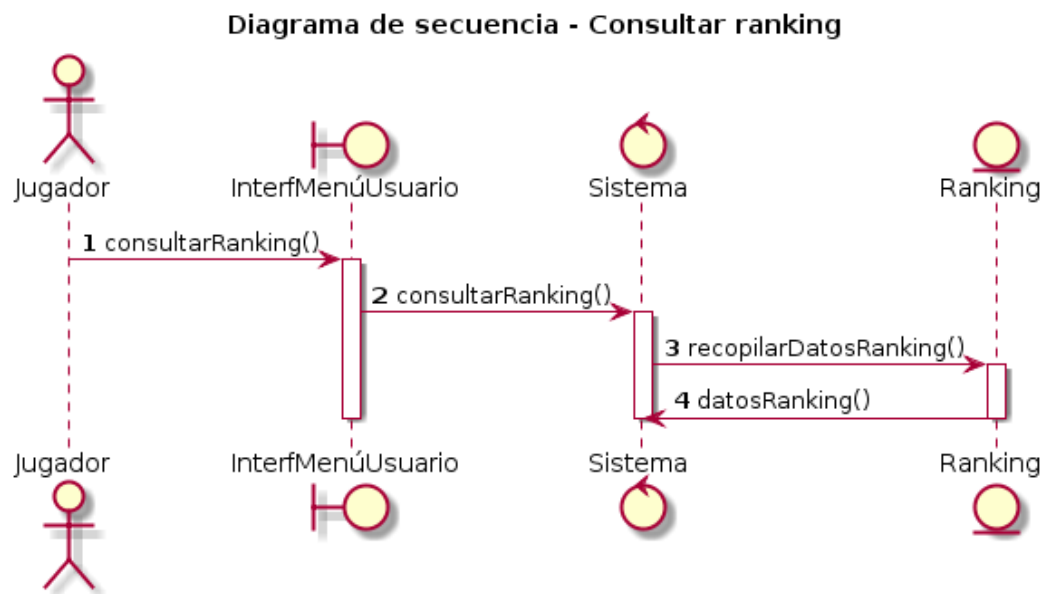 Diagrama de secuencia - Consultar ranking
Jugador
InterfMenúUsuario
Sistema
Ranking
1 consultarRanking()
2 consultarRanking()
3 recopilarDatosRanking()
4 datosRanking()
Jugador
InterfMenúUsuario
Sistema
Ranking